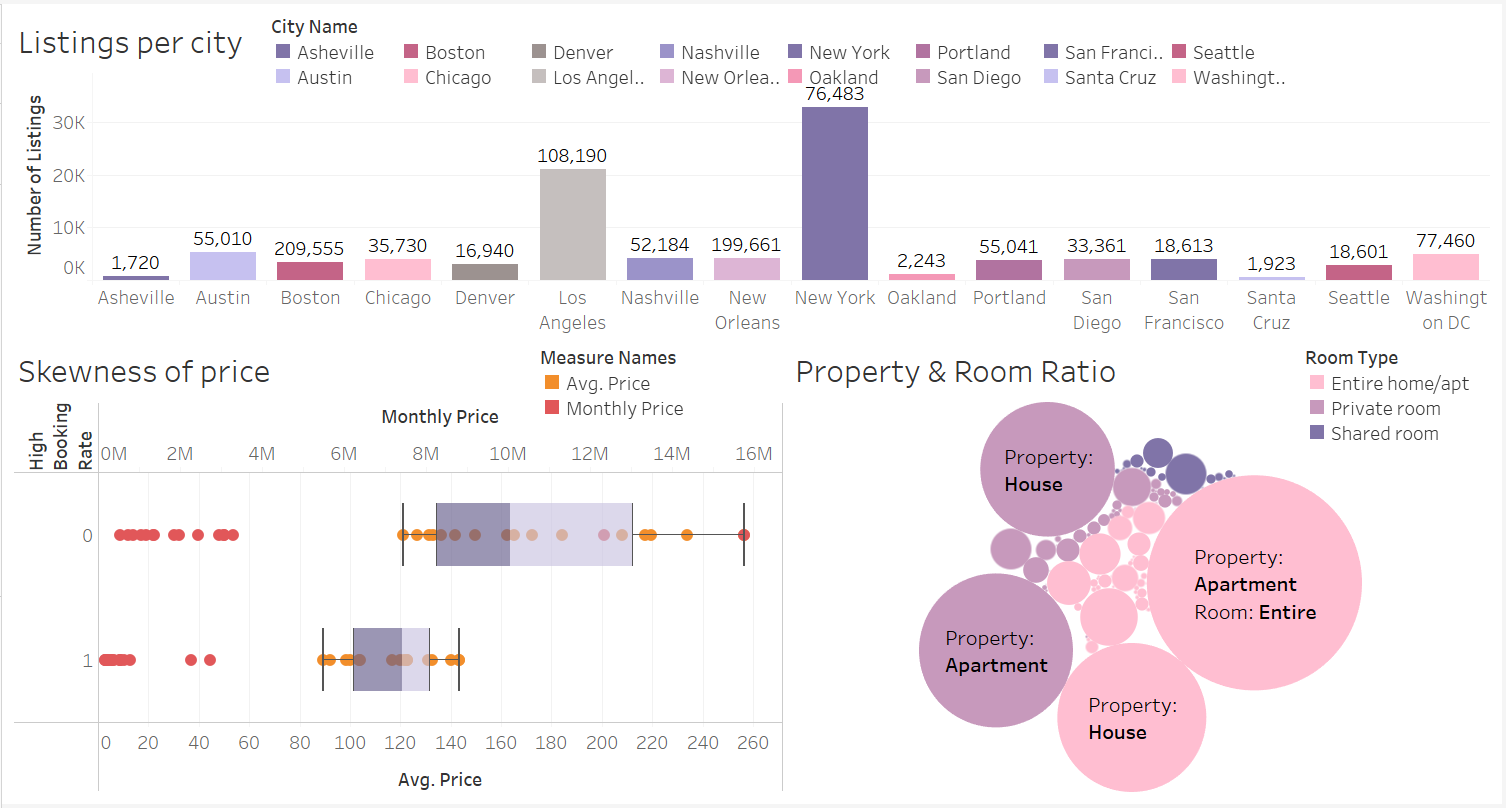 Listings per city
City Name
Asheville Boston Denver Nashville New York Portland San Franci.. Seattle
Austin Chicago Los Angel.. New Orlea.. Oakland San Diego Santa Cruz Washingt..
Number of Listings
30K
20K
10K
0K
1,720 55,010 209,555 35,730 16,940 108,190 52,184 199,661 76,483 2,243 55,041 33,361 18,613 1,923 18,601 77,460
Asheville Austin Boston Chicago Denver Los Nashville New New York Oakland Portland San San Santa Seattle Washingt
Angeles Orleans Diego Francisco Cruz on DC
Skewness of price
Measure Names
Avg. Price
Monthly Price
High
Booking
Rate
Monthly Price
0M 2M 4M 6M 8M 10M 12M 14M 16M
0
1
0 20 40 60 80 100 120 140 160 180 200 220 240 260
Avg. Price
Property & Room Ratio
Room Type
Entire home/apt
Private room
Shared room
Property:
House
Property:
Apartment
Room: Entire
Property:
Apartment
Property:
House